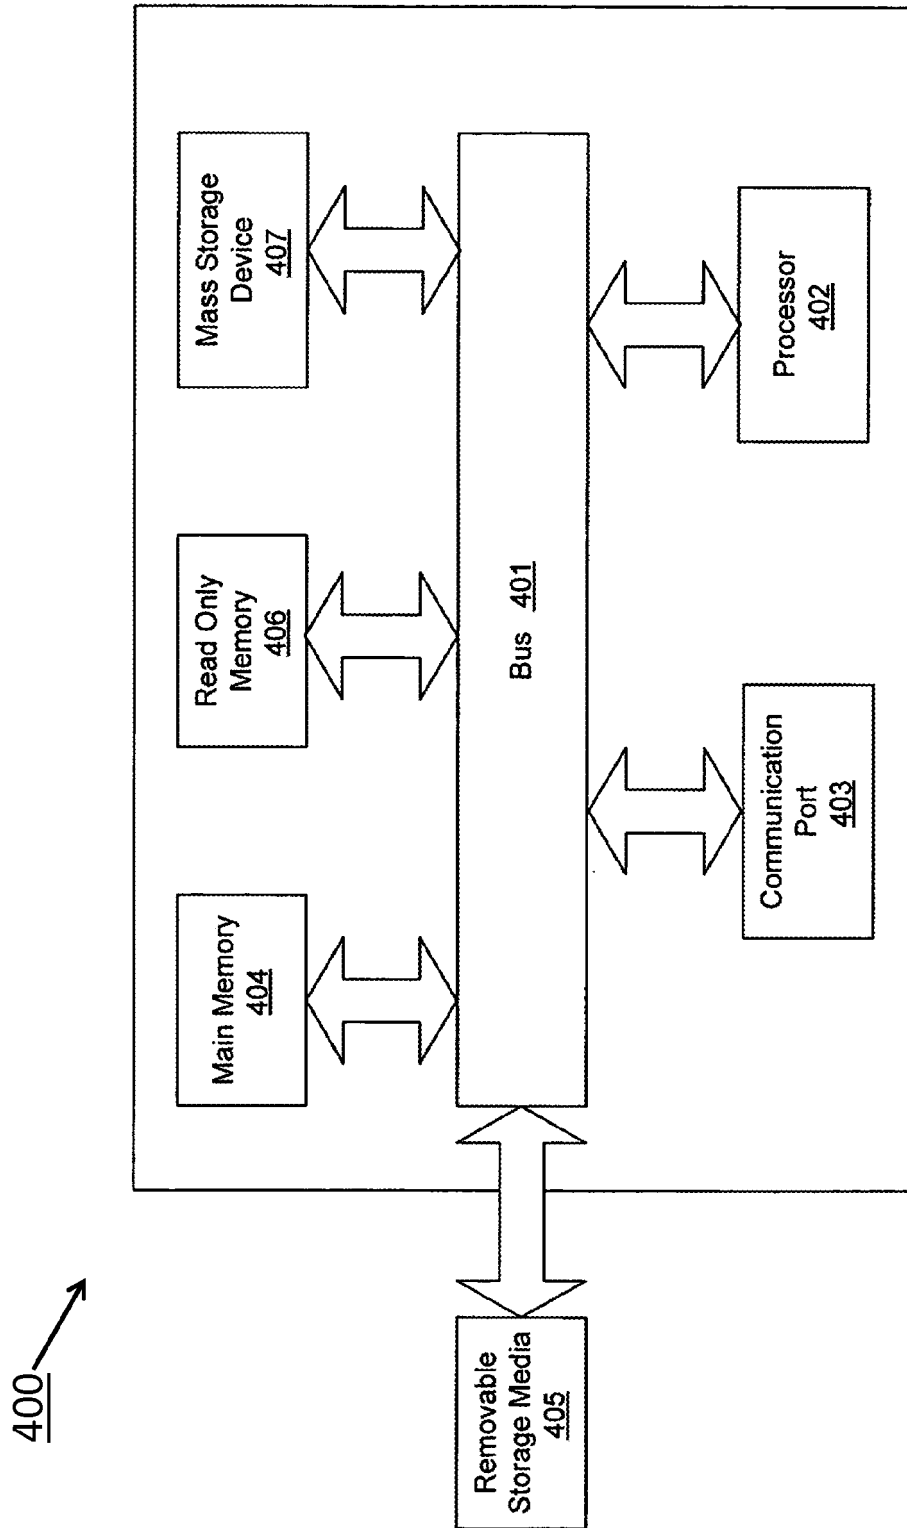 400
Main Memory
404
Read Only
Memory
406
Mass Storage
Device
407
Removable
Storage Media
405
Bus 401
Communication
Port
403
Processor
402